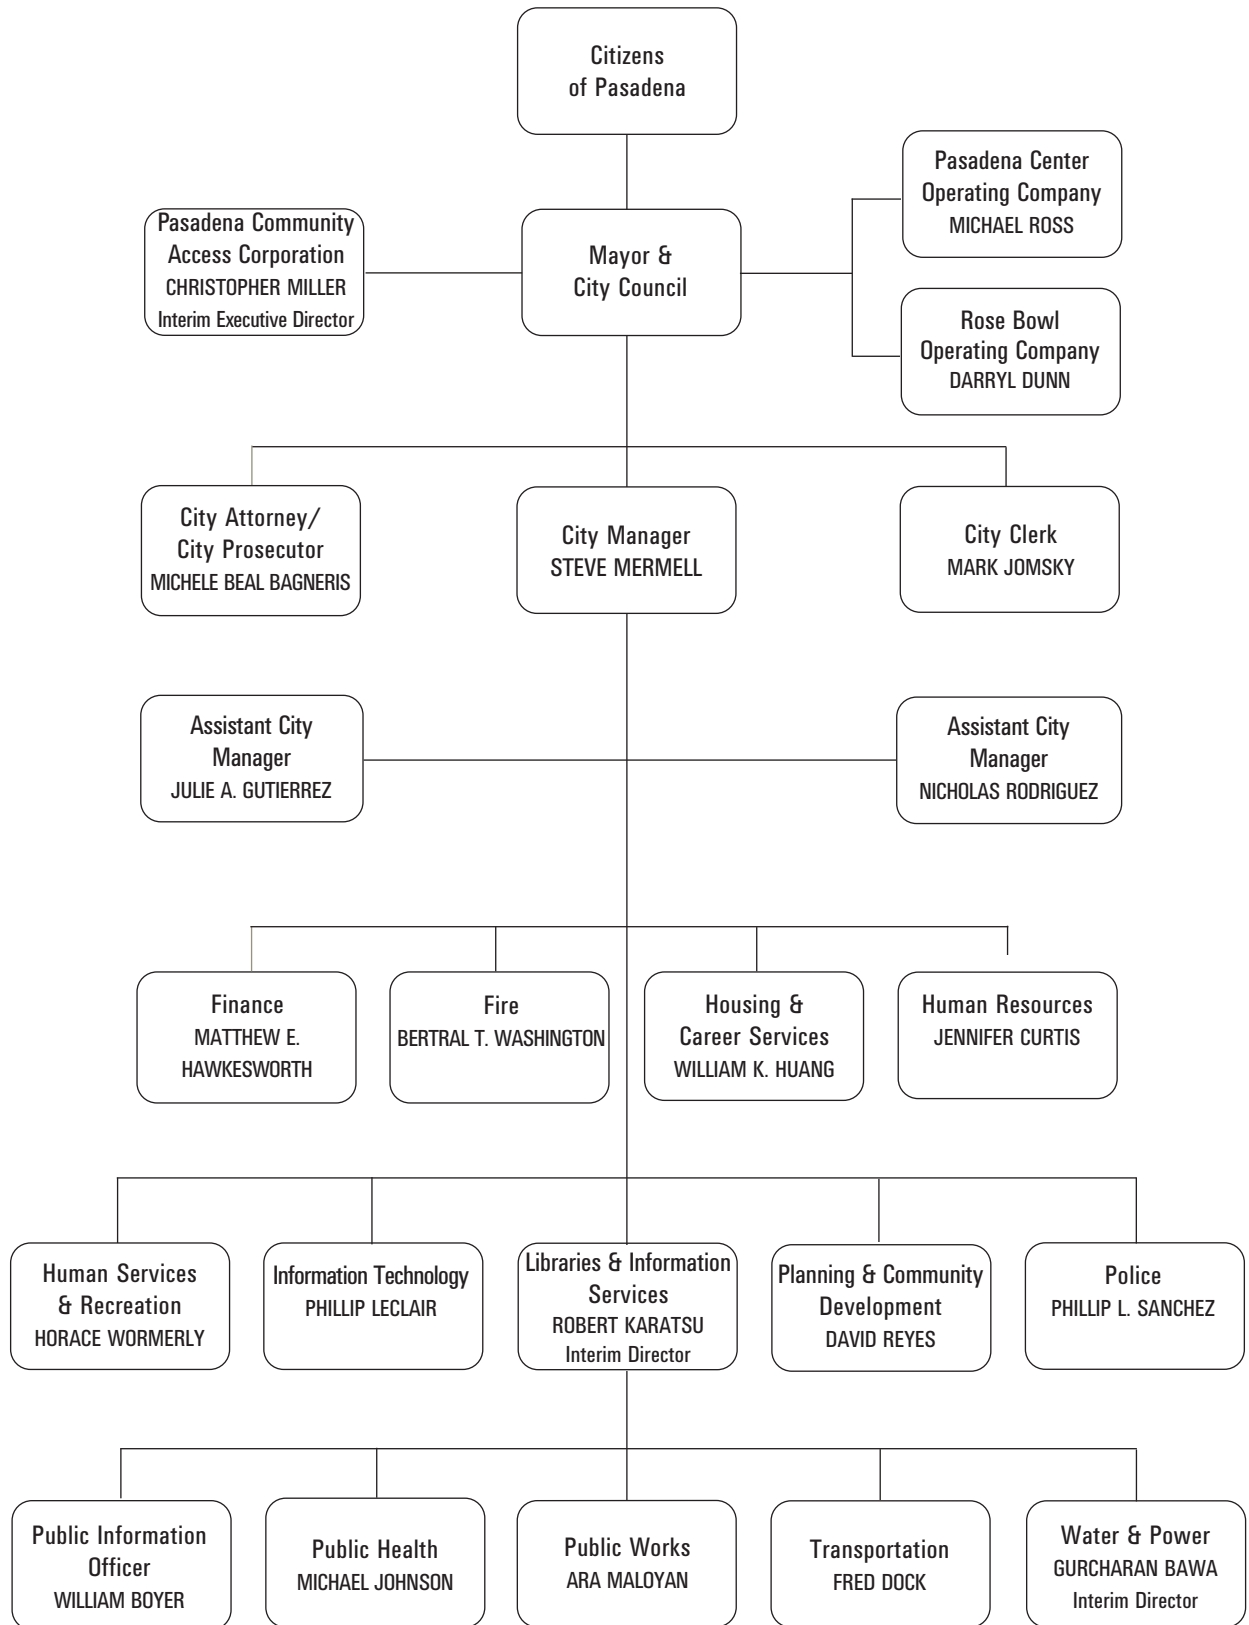 Citizens
of Pasadena
Pasadena Center
Operating Company
MICHAEL ROSS
Pasadena Community
Access Corporation
CHRISTOPHER MILLER
Interim Executive Director
Mayor &
City Council
Rose Bowl
Operating Company
DARRYL DUNN
City Attorney/
City Prosecutor
MICHELE BEAL BAGNERIS
City Manager
STEVE MERMELL
City Clerk
MARK JOMSKY
Assistant City
Manager
JULIE A. GUTIERREZ
Assistant City
Manager
NICHOLAS RODRIGUEZ
Finance
MATTHEW E.
HAWKESWORTH
Fire
BERTRAL T. WASHINGTON
Housing &
Career Services
WILLIAM K. HUANG
Human Resources
JENNIFER CURTIS
Human Services
& Recreation
HORACE WORMERLY
Information Technology
PHILLIP LECLAIR
Libraries & Information
Services
ROBERT KARATSU
Interim Director
Planning & Community
Development
DAVID REYES
Police
PHILLIP L. SANCHEZ
Public Information
Officer
WILLIAM BOYER
Public Health
MICHAEL JOHNSON
Public Works
ARA MALOYAN
Transportation
FRED DOCK
Water & Power
GURCHARAN BAWA
Interim Director